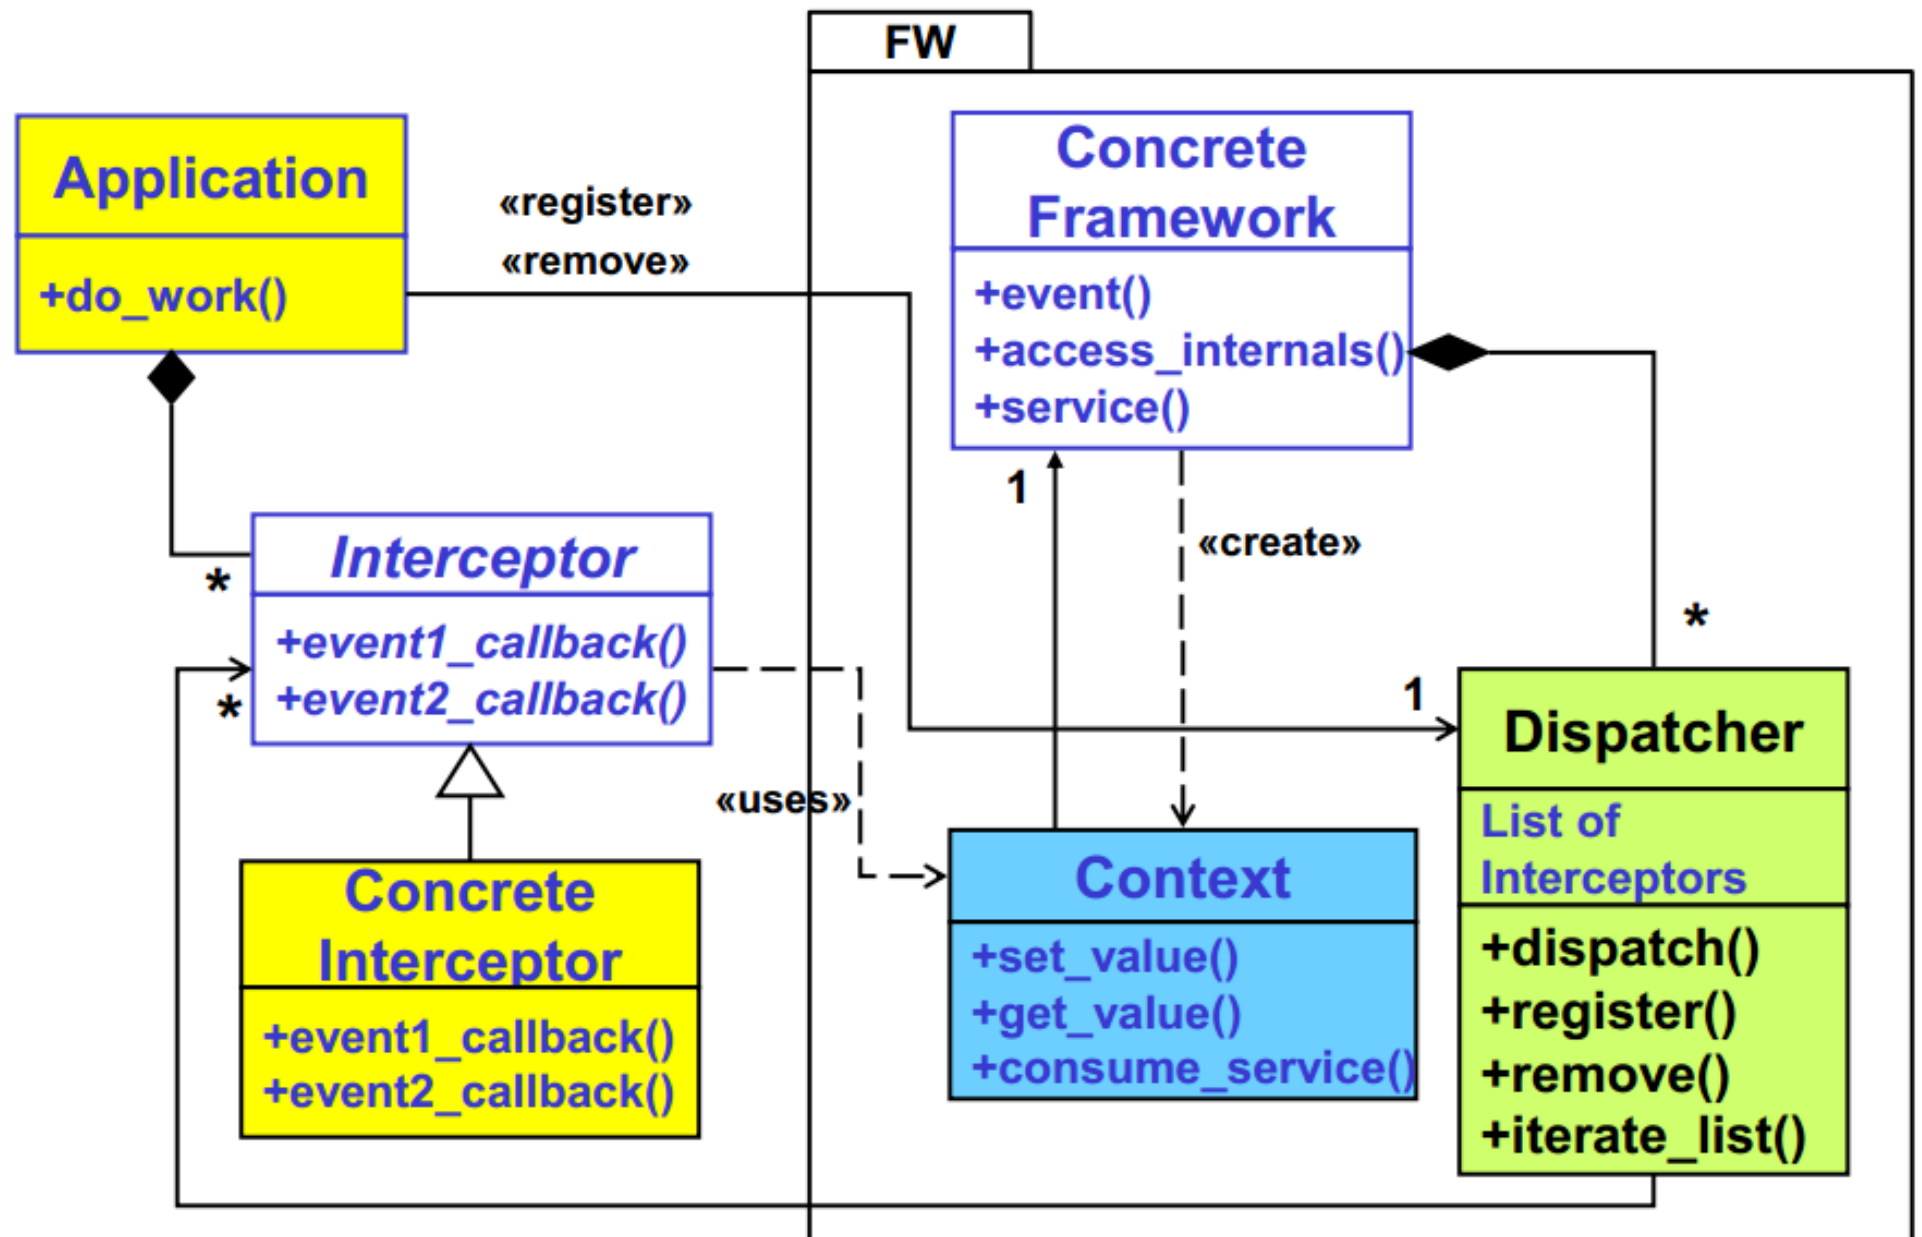 FW
Application
+do_work()
«register»
«remove»
Concrete
Framework
+event()
+access_internals()
+service()
1
«create»
*
Interceptor
+event1_callback()
+event2_callback()
*
*
«uses»
1
Dispatcher
List of
Interceptors
+dispatch()
+register()
+remove()
+iterate_list()
Context
+set_value()
+get_value()
+consume_service()
Concrete
Interceptor
+event1_callback()
+event2_callback()